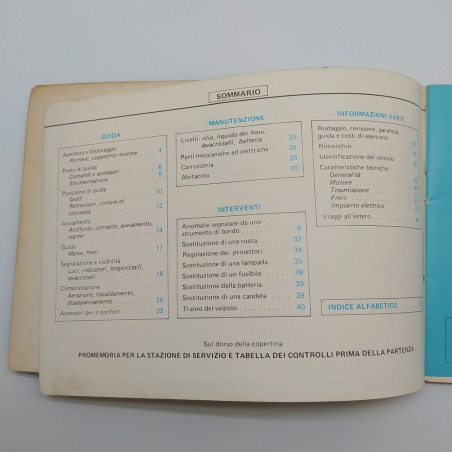 SOMMARIO
GUIDA
Apertura e bloccaggio
Portiere, coperchio motore 4
Posto di guida 6
Comandi e accessori 6
Strumentazione 8
Posizione di guida 10
Sedili
Retrovisori, cinture di
sicurezza 12
Avviamento
Antifurto, contatto, avviamento,
starter 14
Guida
Marce, freni 17
Segnalazione e visibilità
Luci, indicatori, tergicristalli,
lavacristalli 18
Climatizzazione
Aerazione, riscaldamento,
disappannamento 20
Accessori per il confort 22
MANUTENZIONE
Livelli: olio, liquido dei freni,
lavacristalli, batteria 25
Parti meccaniche ed elettriche 26
Carrozzeria 28
Abitacolo 30
INTERVENTI
Anomalie segnalate da uno
strumento di bordo 8
Sostituzione di una ruota 32
Regolazione dei proiettori 34
Sostituzione di una lampada 35
Sostituzione di un fusibile 38
Sostituzione della batteria 39
Sostituzione di una candela 39
Traino del veicolo 40
INFORMAZIONI VARIE
Rodaggio, revisione, garanzia,
guida e costi di esercizio
Rimorchio
Identificazione del veicolo
Caratteristiche tecniche
Generalità
Motore
Trasmissione
Freni
Impianto elettrico
Viaggi all'estero
INDICE ALFABETICO
Sul dorso della copertina
PROMEMORIA PER LA STAZIONE DI SERVIZIO E TABELLA DEI CONTROLLI PRIMA DELLA PARTENZA